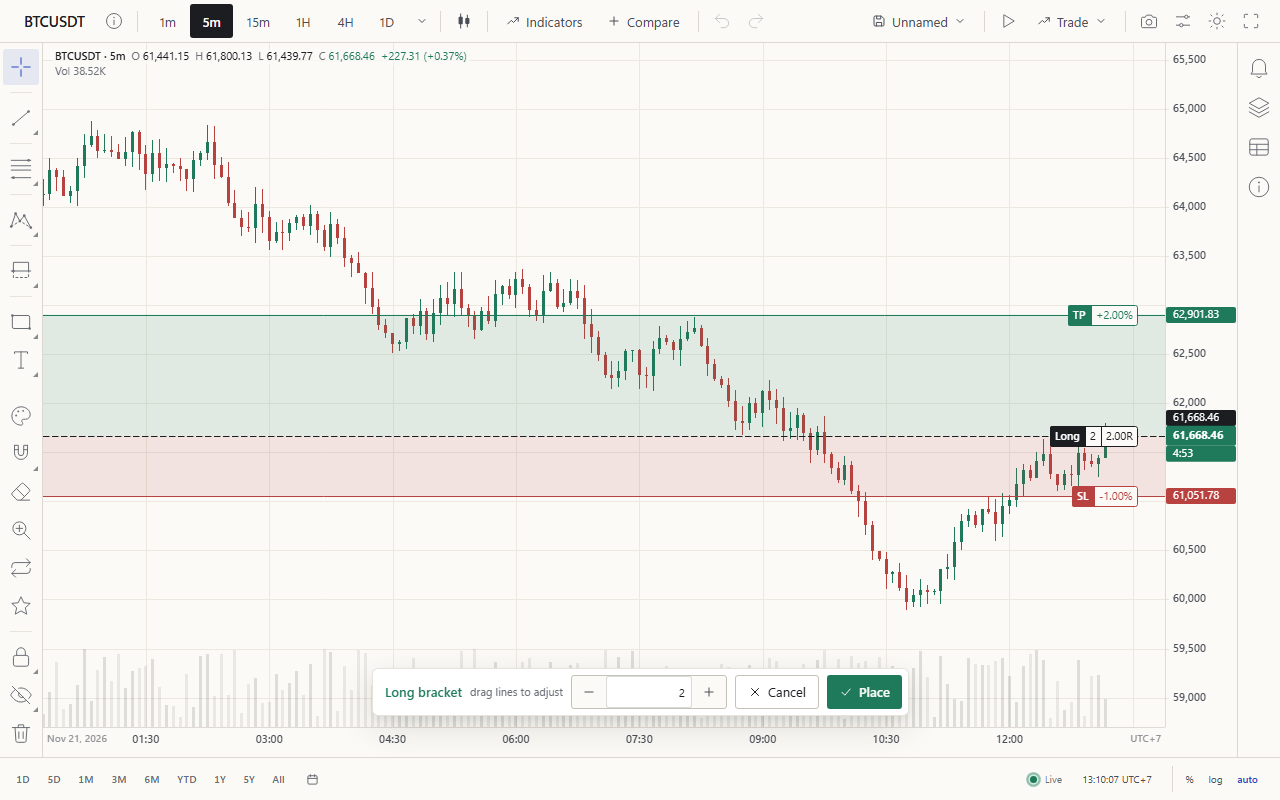 BTCUSDT 1m 5m 15m 1H 4H 1D Indicators Compare Unnamed Trade
BTCUSDT · 5m O 61,441.15 H 61,800.13 L 61,439.77 C 61,668.46 +227.31 (+0.37%)
Vol 38.52K
65,500
65,000
64,500
64,000
63,500
TP +2.00% 62,901.83
62,500
62,000
61,668.46
Long 2 2.00R 61,668.46
4:53
SL -1.00% 61,051.78
60,500
60,000
59,500
59,000
Long bracket drag lines to adjust 2 Cancel Place
Nov 21, 2026 01:30 03:00 04:30 06:00 07:30 09:00 10:30 12:00 UTC+7
1D 5D 1M 3M 6M YTD 1Y 5Y All Live 13:10:07 UTC+7 % log auto